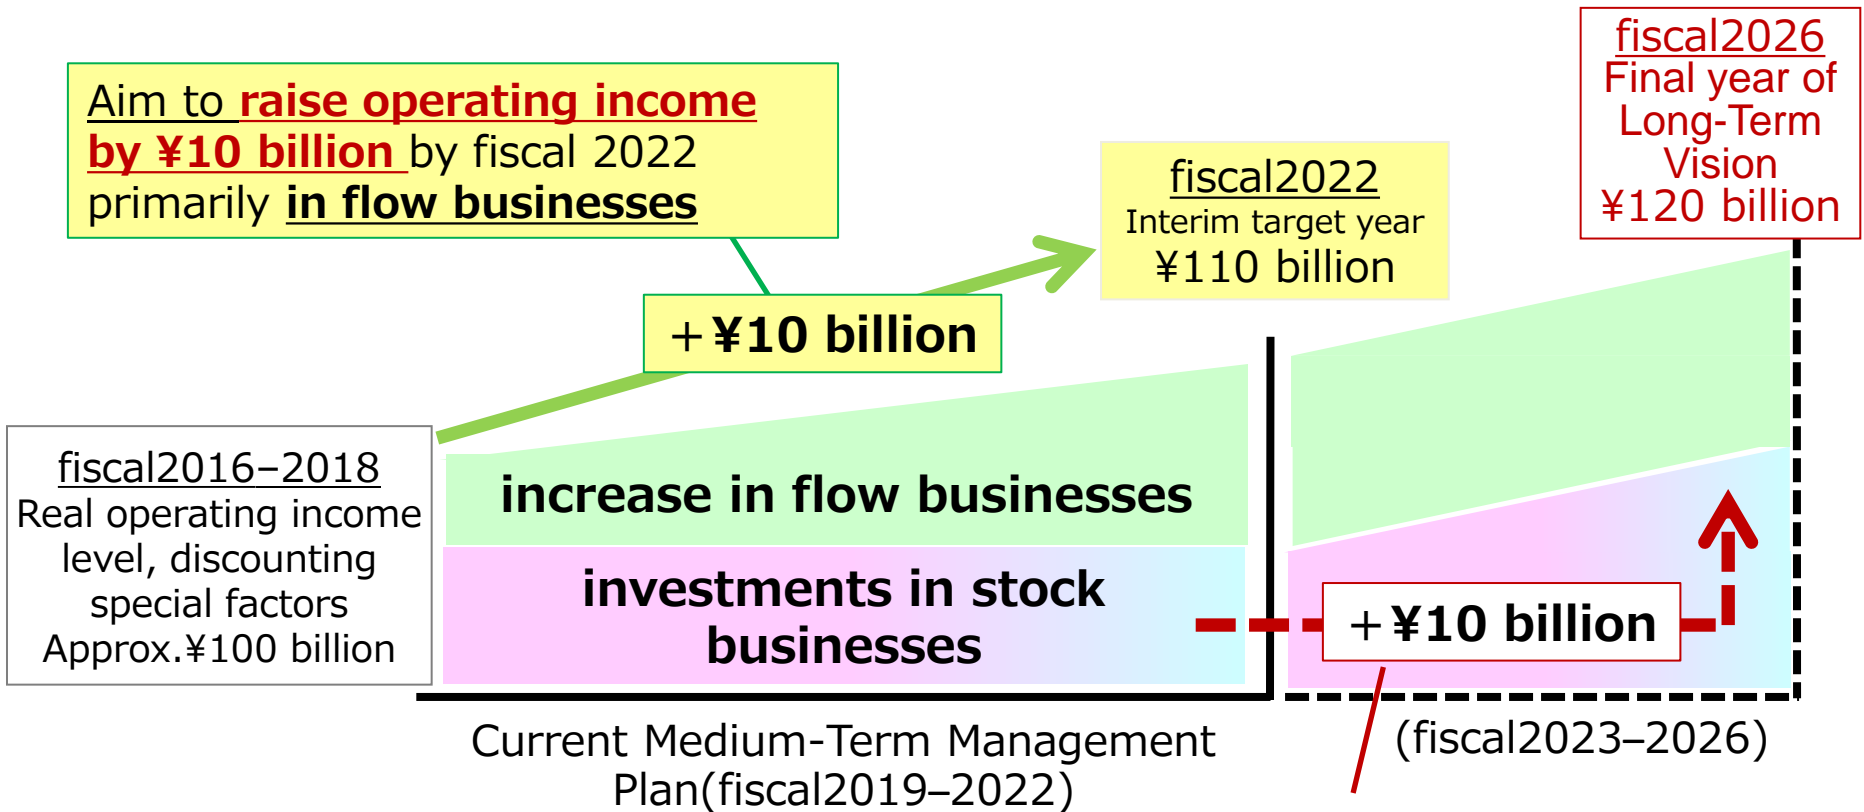 Aim to raise operating income
by ¥10 billion by fiscal 2022
primarily in flow businesses
fiscal2026
Final year of
Long-Term
Vision
¥120 billion
fiscal2022
Interim target year
¥110 billion
+¥10 billion
fiscal2016–2018
Real operating income
level, discounting
special factors
Approx.¥100 billion
increase in flow businesses
investments in stock
businesses
+¥10 billion
Current Medium-Term Management
Plan(fiscal2019–2022)
(fiscal2023–2026)